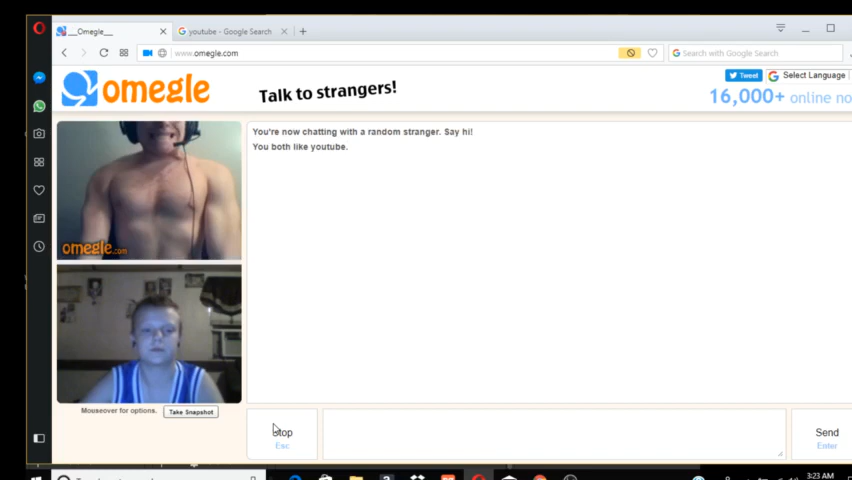 __Omegle__
youtube - Google Search
www.omegle.com
Search with Google Search
omegle
Talk to strangers!
Tweet
Select Language
16,000+ online no
You're now chatting with a random stranger. Say hi!
You both like youtube.
omegle.com
Mouseover for options.
Take Snapshot
Stop
Esc
Send
Enter
3:23 AM